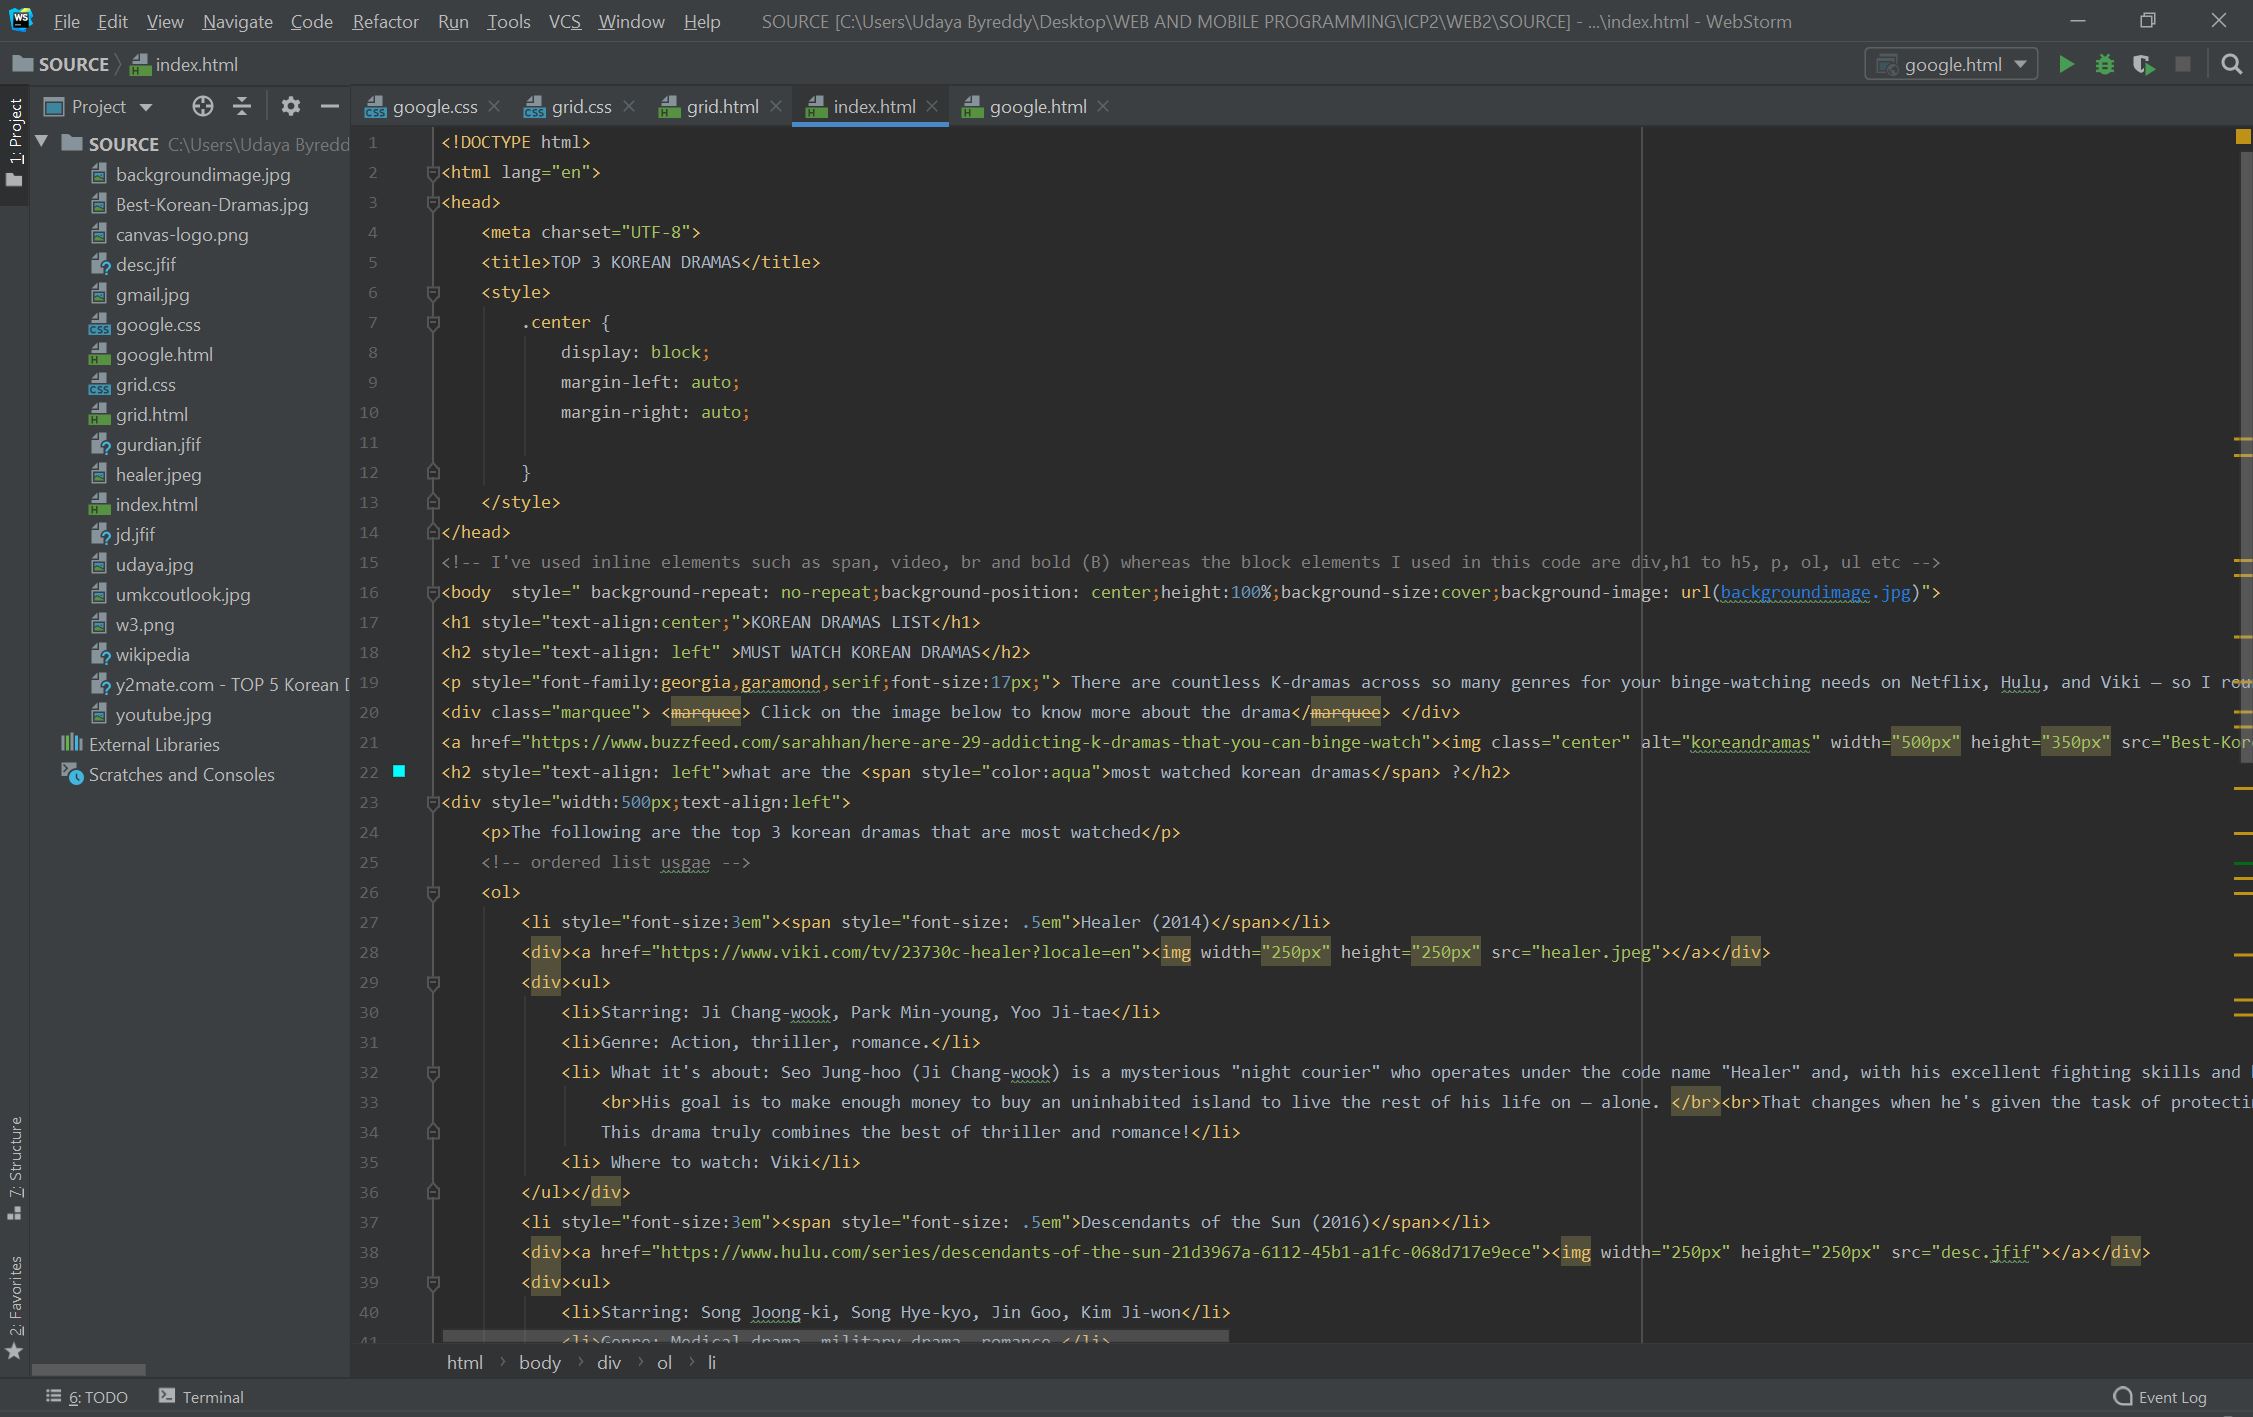 File Edit View Navigate Code Refactor Run Tools VCS Window Help SOURCE [C:\Users\Udaya Byreddy\Desktop\WEB AND MOBILE PROGRAMMING\ICP2\WEB2\SOURCE] - ...\index.html - WebStorm
SOURCE index.html google.html
1: Project
Project
google.css grid.css grid.html index.html google.html
SOURCE C:\Users\Udaya Byredd
backgroundimage.jpg
Best-Korean-Dramas.jpg
canvas-logo.png
desc.jfif
gmail.jpg
google.css
google.html
grid.css
grid.html
gurdian.jfif
healer.jpeg
index.html
jd.jfif
udaya.jpg
umkcoutlook.jpg
w3.png
wikipedia
y2mate.com - TOP 5 Korean
youtube.jpg
External Libraries
Scratches and Consoles
7: Structure
2: Favorites
1 <!DOCTYPE html>
2 <html lang="en">
3 <head>
4 <meta charset="UTF-8">
5 <title>TOP 3 KOREAN DRAMAS</title>
6 <style>
7 .center {
8 display: block;
9 margin-left: auto;
10 margin-right: auto;
11
12 }
13 </style>
14 </head>
15 <!-- I've used inline elements such as span, video, br and bold (B) whereas the block elements I used in this code are div,h1 to h5, p, ol, ul etc -->
16 <body  style=" background-repeat: no-repeat;background-position: center;height:100%;background-size:cover;background-image: url(backgroundimage.jpg)">
17 <h1 style="text-align:center;">KOREAN DRAMAS LIST</h1>
18 <h2 style="text-align: left" >MUST WATCH KOREAN DRAMAS</h2>
19 <p style="font-family:georgia,garamond,serif;font-size:17px;"> There are countless K-dramas across so many genres for your binge-watching needs on Netflix, Hulu, and Viki — so I rou
20 <div class="marquee"> <marquee> Click on the image below to know more about the drama</marquee> </div>
21 <a href="https://www.buzzfeed.com/sarahhan/here-are-29-addicting-k-dramas-that-you-can-binge-watch"><img class="center" alt="koreandramas" width="500px" height="350px" src="Best-Kor
22 <h2 style="text-align: left">what are the <span style="color:aqua">most watched korean dramas</span> ?</h2>
23 <div style="width:500px;text-align:left">
24 <p>The following are the top 3 korean dramas that are most watched</p>
25 <!-- ordered list usgae -->
26 <ol>
27 <li style="font-size:3em"><span style="font-size: .5em">Healer (2014)</span></li>
28 <div><a href="https://www.viki.com/tv/23730c-healer?locale=en"><img width="250px" height="250px" src="healer.jpeg"></a></div>
29 <div><ul>
30 <li>Starring: Ji Chang-wook, Park Min-young, Yoo Ji-tae</li>
31 <li>Genre: Action, thriller, romance.</li>
32 <li> What it's about: Seo Jung-hoo (Ji Chang-wook) is a mysterious "night courier" who operates under the code name "Healer" and, with his excellent fighting skills and
33 <br>His goal is to make enough money to buy an uninhabited island to live the rest of his life on — alone. </br><br>That changes when he's given the task of protectin
34 This drama truly combines the best of thriller and romance!</li>
35 <li> Where to watch: Viki</li>
36 </ul></div>
37 <li style="font-size:3em"><span style="font-size: .5em">Descendants of the Sun (2016)</span></li>
38 <div><a href="https://www.hulu.com/series/descendants-of-the-sun-21d3967a-6112-45b1-a1fc-068d717e9ece"><img width="250px" height="250px" src="desc.jfif"></a></div>
39 <div><ul>
40 <li>Starring: Song Joong-ki, Song Hye-kyo, Jin Goo, Kim Ji-won</li>
41 <li>Genre: Medical drama, military drama, romance.</li>
html body div ol li
6: TODO Terminal Event Log